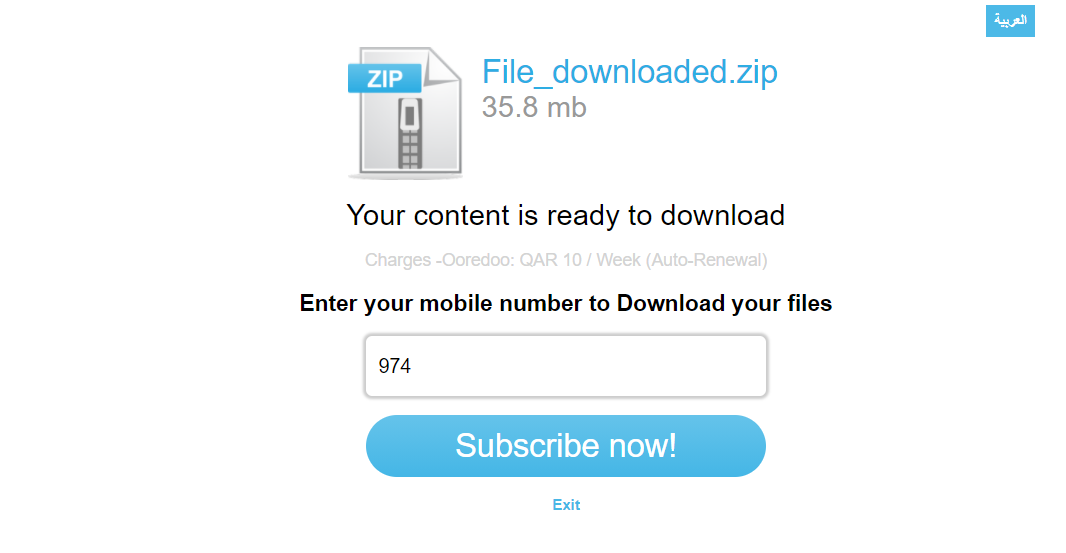 العربية
ZIP
File_downloaded.zip
35.8 mb
Your content is ready to download
Charges -Ooredoo: QAR 10 / Week (Auto-Renewal)
Enter your mobile number to Download your files
974
Subscribe now!
Exit